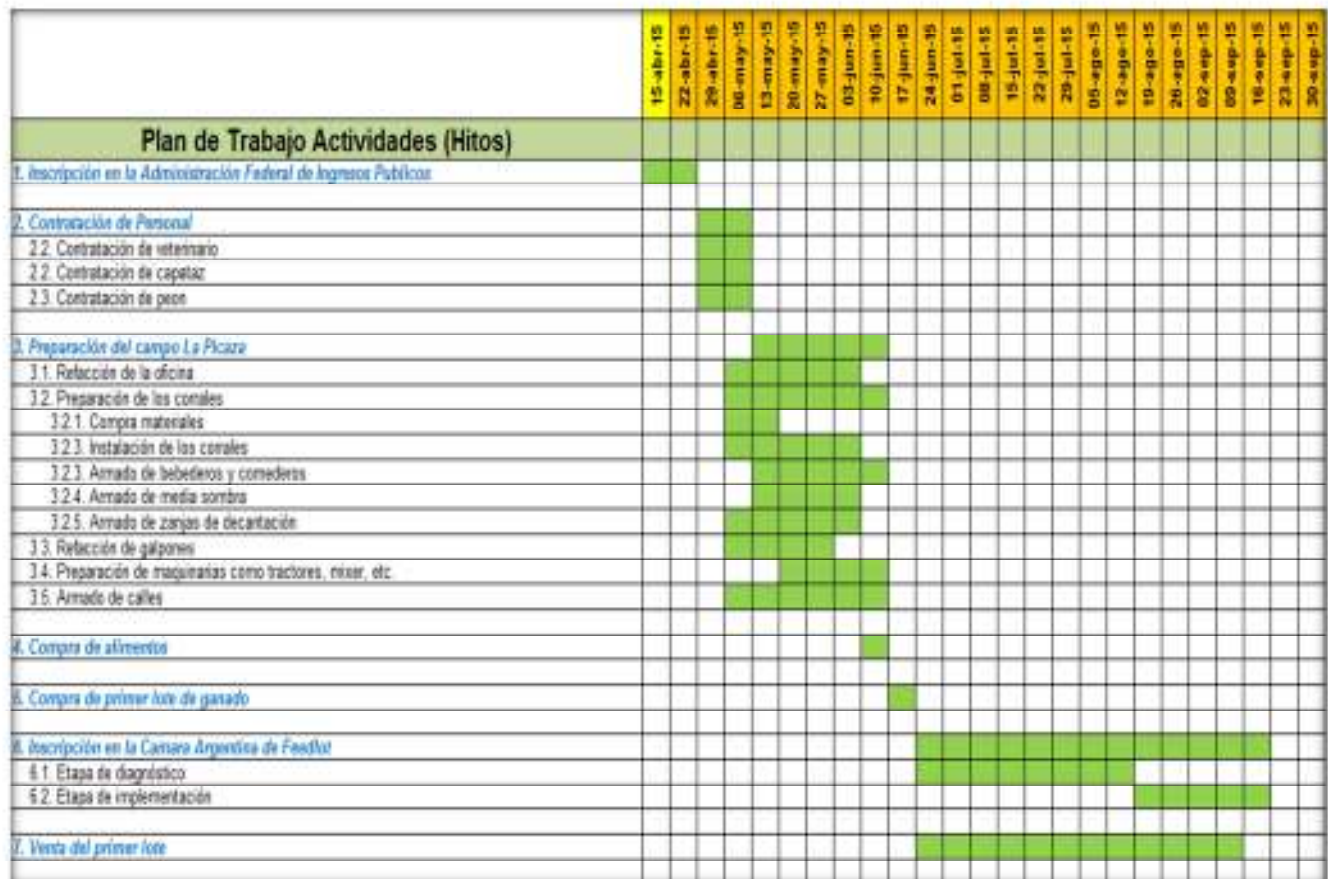 15-abr-15
22-abr-15
29-abr-15
06-may-15
13-may-15
20-may-15
27-may-15
03-jun-15
10-jun-15
17-jun-15
24-jun-15
01-jul-15
08-jul-15
15-jul-15
22-jul-15
29-jul-15
05-ago-15
12-ago-15
19-ago-15
26-ago-15
02-sep-15
09-sep-15
16-sep-15
23-sep-15
30-sep-15
Plan de Trabajo Actividades (Hitos)
1. Inscripción en la Administración Federal de Ingresos Publicos
2. Contratación de Personal
2.2. Contratación de veterinario
2.2. Contratación de capataz
2.3. Contratación de peon
3. Preparación del campo La Picaza
3.1. Refacción de la oficina
3.2. Preparación de los corrales
3.2.1. Compra materiales
3.2.3. Instalación de los corrales
3.2.3. Armado de bebederos y comederos
3.2.4. Armado de media sombra
3.2.5. Armado de zanjas de decantación
3.3. Refacción de galpones
3.4. Preparación de maquinarias como tractores, mixer, etc.
3.5. Armado de calles
4. Compra de alimentos
5. Compra de primer lote de ganado
6. Inscripción en la Camara Argentina de Feedlot
6.1. Etapa de diagnóstico
6.2. Etapa de implementación
7. Venta del primer lote